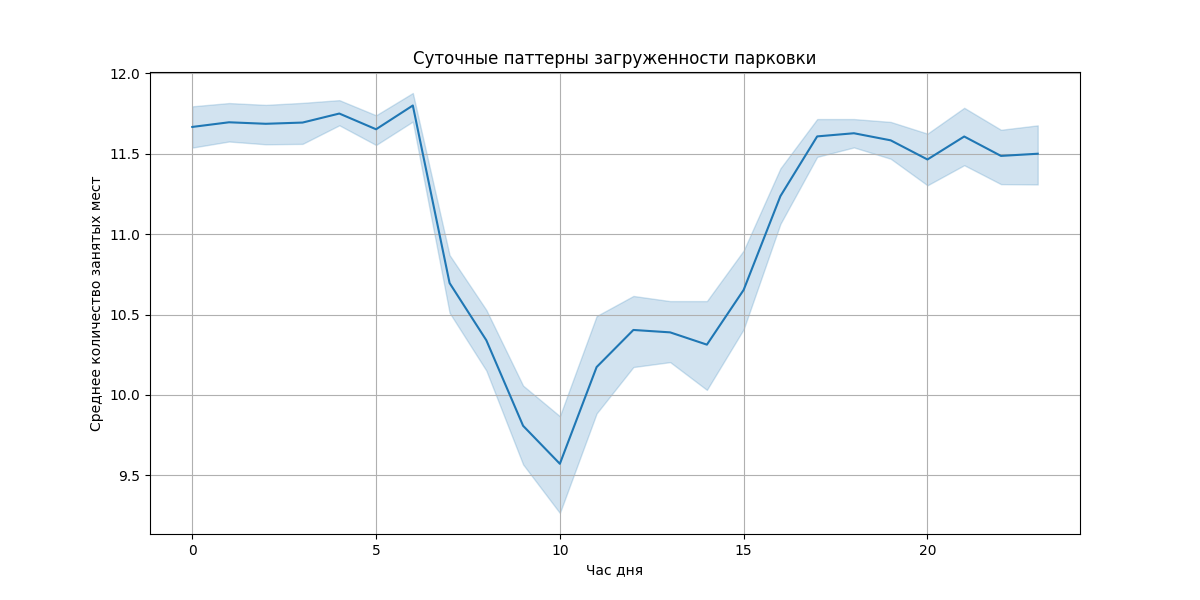 Суточные паттерны загруженности парковки
Среднее количество занятых мест
12.0
11.5
11.0
10.5
10.0
9.5
0 5 10 15 20
Час дня